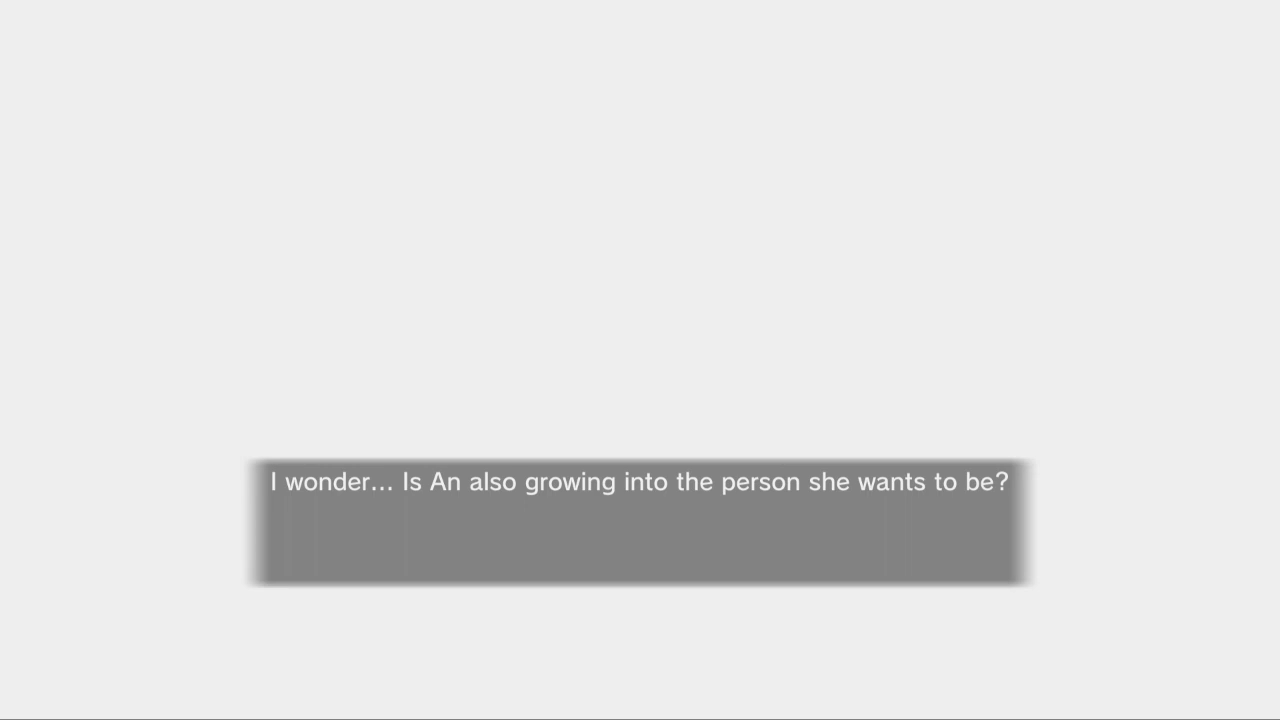 I wonder... Is An also growing into the person she wants to be?